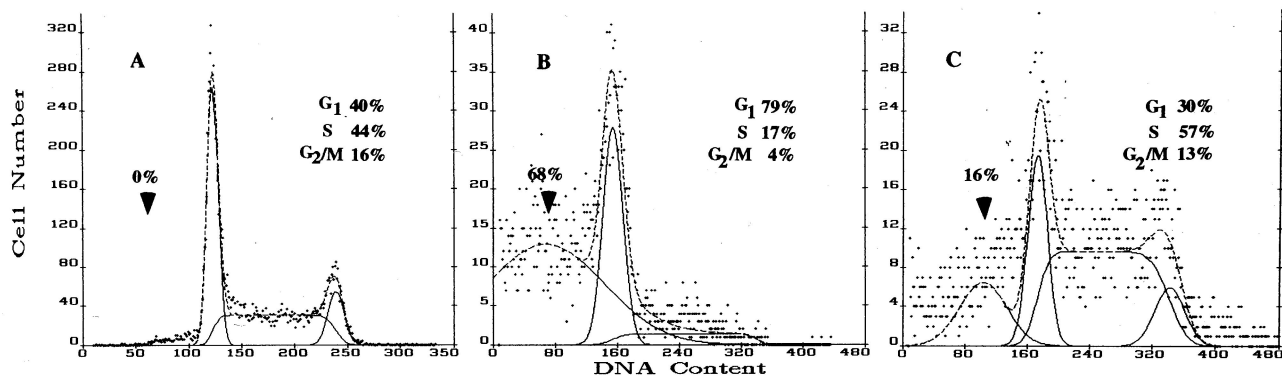 Cell Number
A
320
280
240
200
160
120
80
40
0
G1 40%
S 44%
G2/M 16%
0%
0 50 100 150 200 250 300 350
B
40
35
30
25
20
15
10
5
0
G1 79%
S 17%
G2/M 4%
68%
0 80 160 240 320 400 480
C
32
28
24
20
16
12
8
4
0
G1 30%
S 57%
G2/M 13%
16%
0 80 160 240 320 400 480
DNA Content